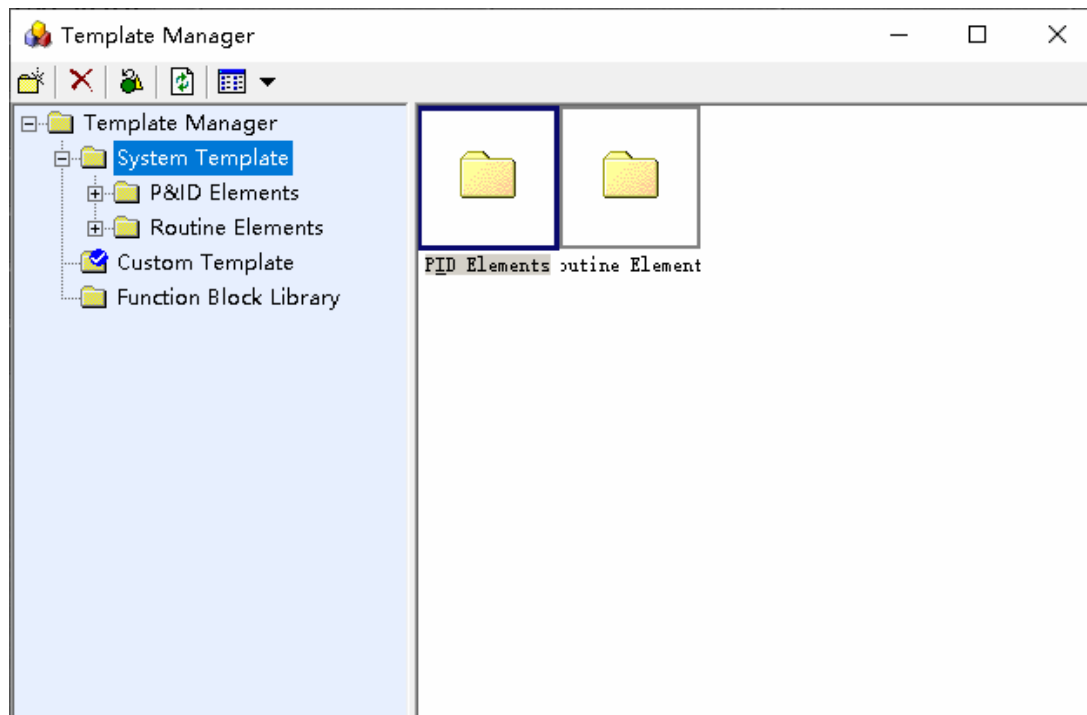 Template Manager
Template Manager
System Template
P&ID Elements
Routine Elements
Custom Template
Function Block Library
PID Elements
outine Element